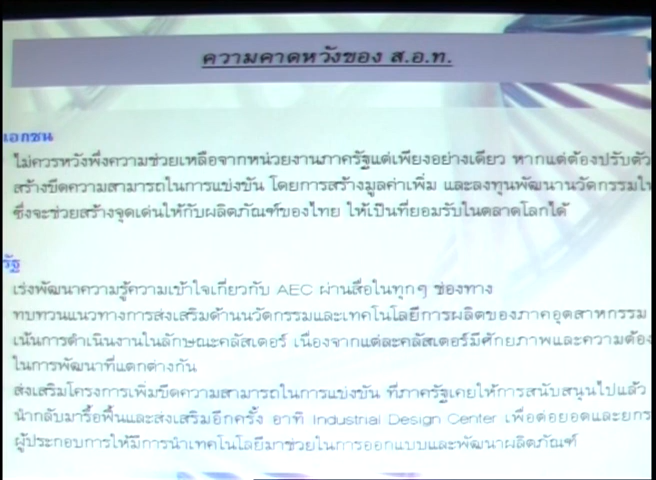 ความคาดหวังของ ส.อ.ท.
เอกชน
ไม่ควรหวังพึ่งความช่วยเหลือจากหน่วยงานภาครัฐแต่เพียงอย่างเดียว หากแต่ต้องปรับตัว
สร้างขีดความสามารถในการแข่งขัน โดยการสร้างมูลค่าเพิ่ม และลงทุนพัฒนานวัตกรรมให
ซึ่งจะช่วยสร้างจุดเด่นให้กับผลิตภัณฑ์ของไทย ให้เป็นที่ยอมรับในตลาดโลกได้
รัฐ
เร่งพัฒนาความรู้ความเข้าใจเกี่ยวกับ AEC ผ่านสื่อในทุกๆ ช่องทาง
ทบทวนแนวทางการส่งเสริมด้านนวัตกรรมและเทคโนโลยีการผลิตของภาคอุตสาหกรรม
เน้นการดำเนินงานในลักษณะคลัสเตอร์ เนื่องจากแต่ละคลัสเตอร์มีศักยภาพและความต้อง
ในการพัฒนาที่แตกต่างกัน
ส่งเสริมโครงการเพิ่มขีดความสามารถในการแข่งขัน ที่ภาครัฐเคยให้การสนับสนุนไปแล้ว
นำกลับมารื้อฟื้นและส่งเสริมอีกครั้ง อาทิ Industrial Design Center เพื่อต่อยอดและยกร
ผู้ประกอบการให้มีการนำเทคโนโลยีมาช่วยในการออกแบบและพัฒนาผลิตภัณฑ์